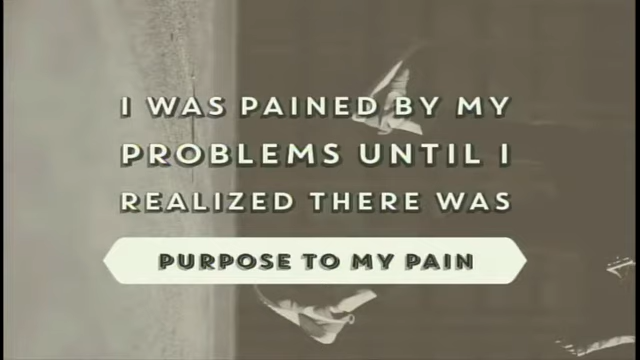 I WAS PAINED BY MY
PROBLEMS UNTIL I
REALIZED THERE WAS
PURPOSE TO MY PAIN